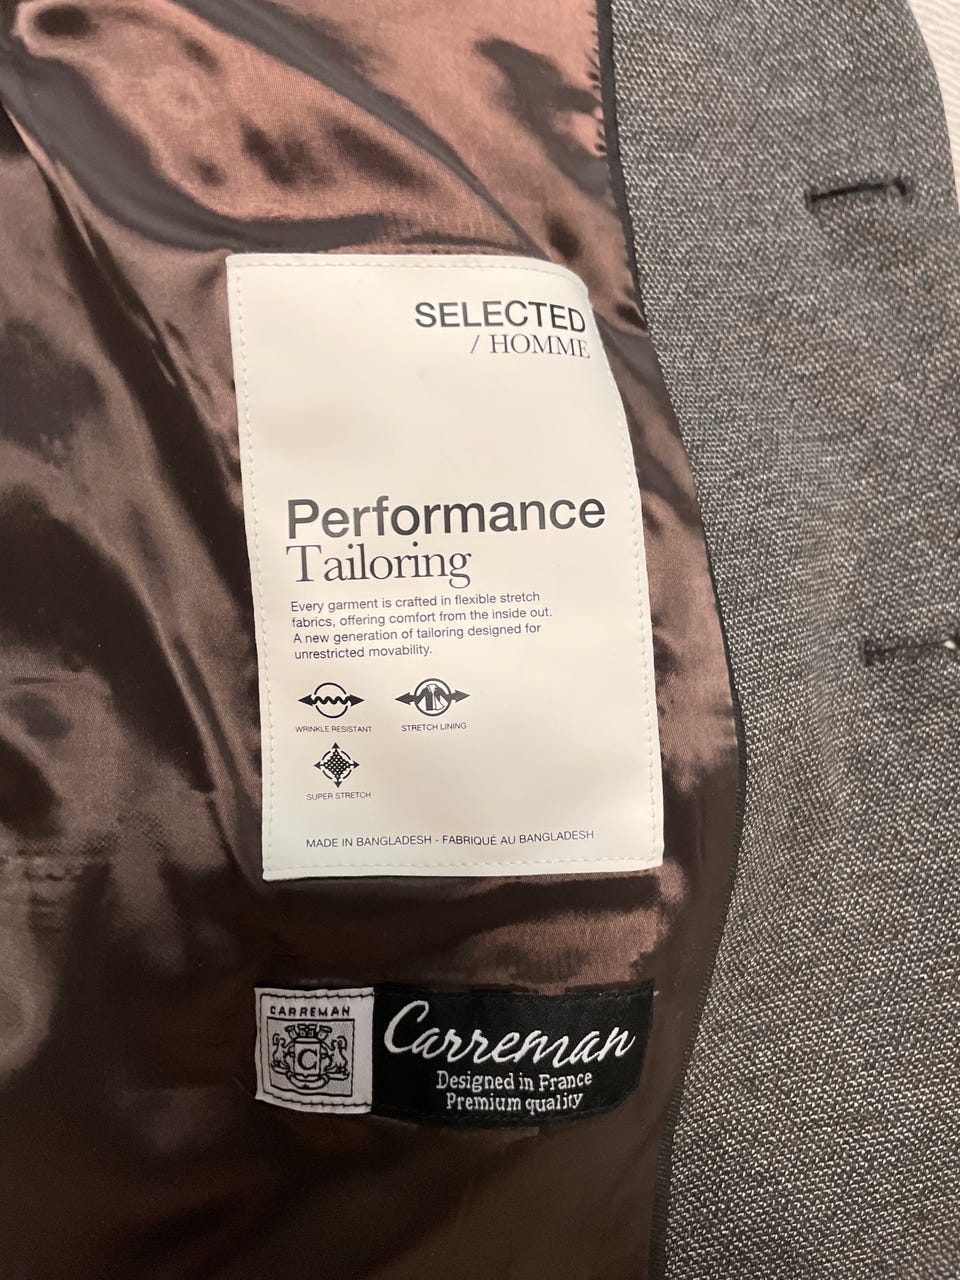 SELECTED
/ HOMME
Performance
Tailoring
Every garment is crafted in flexible stretch
fabrics, offering comfort from the inside out.
A new generation of tailoring designed for
unrestricted movability.
WRINKLE RESISTANT
STRETCH LINING
SUPER STRETCH
MADE IN BANGLADESH - FABRIQUÉ AU BANGLADESH
CARREMAN
C
Carreman
Designed in France
Premium quality